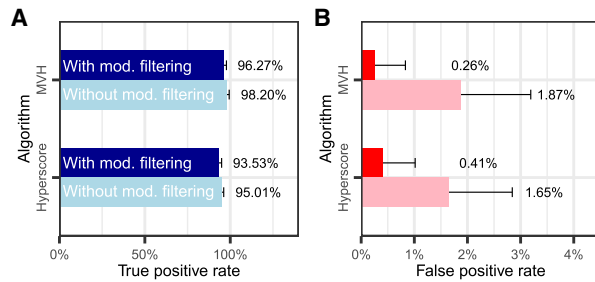 A
Algorithm
MVH
With mod. filtering
96.27%
Without mod. filtering
98.20%
Hyperscore
With mod. filtering
93.53%
Without mod. filtering
95.01%
0%
50%
100%
True positive rate
B
Algorithm
MVH
0.26%
1.87%
Hyperscore
0.41%
1.65%
0%
1%
2%
3%
4%
False positive rate